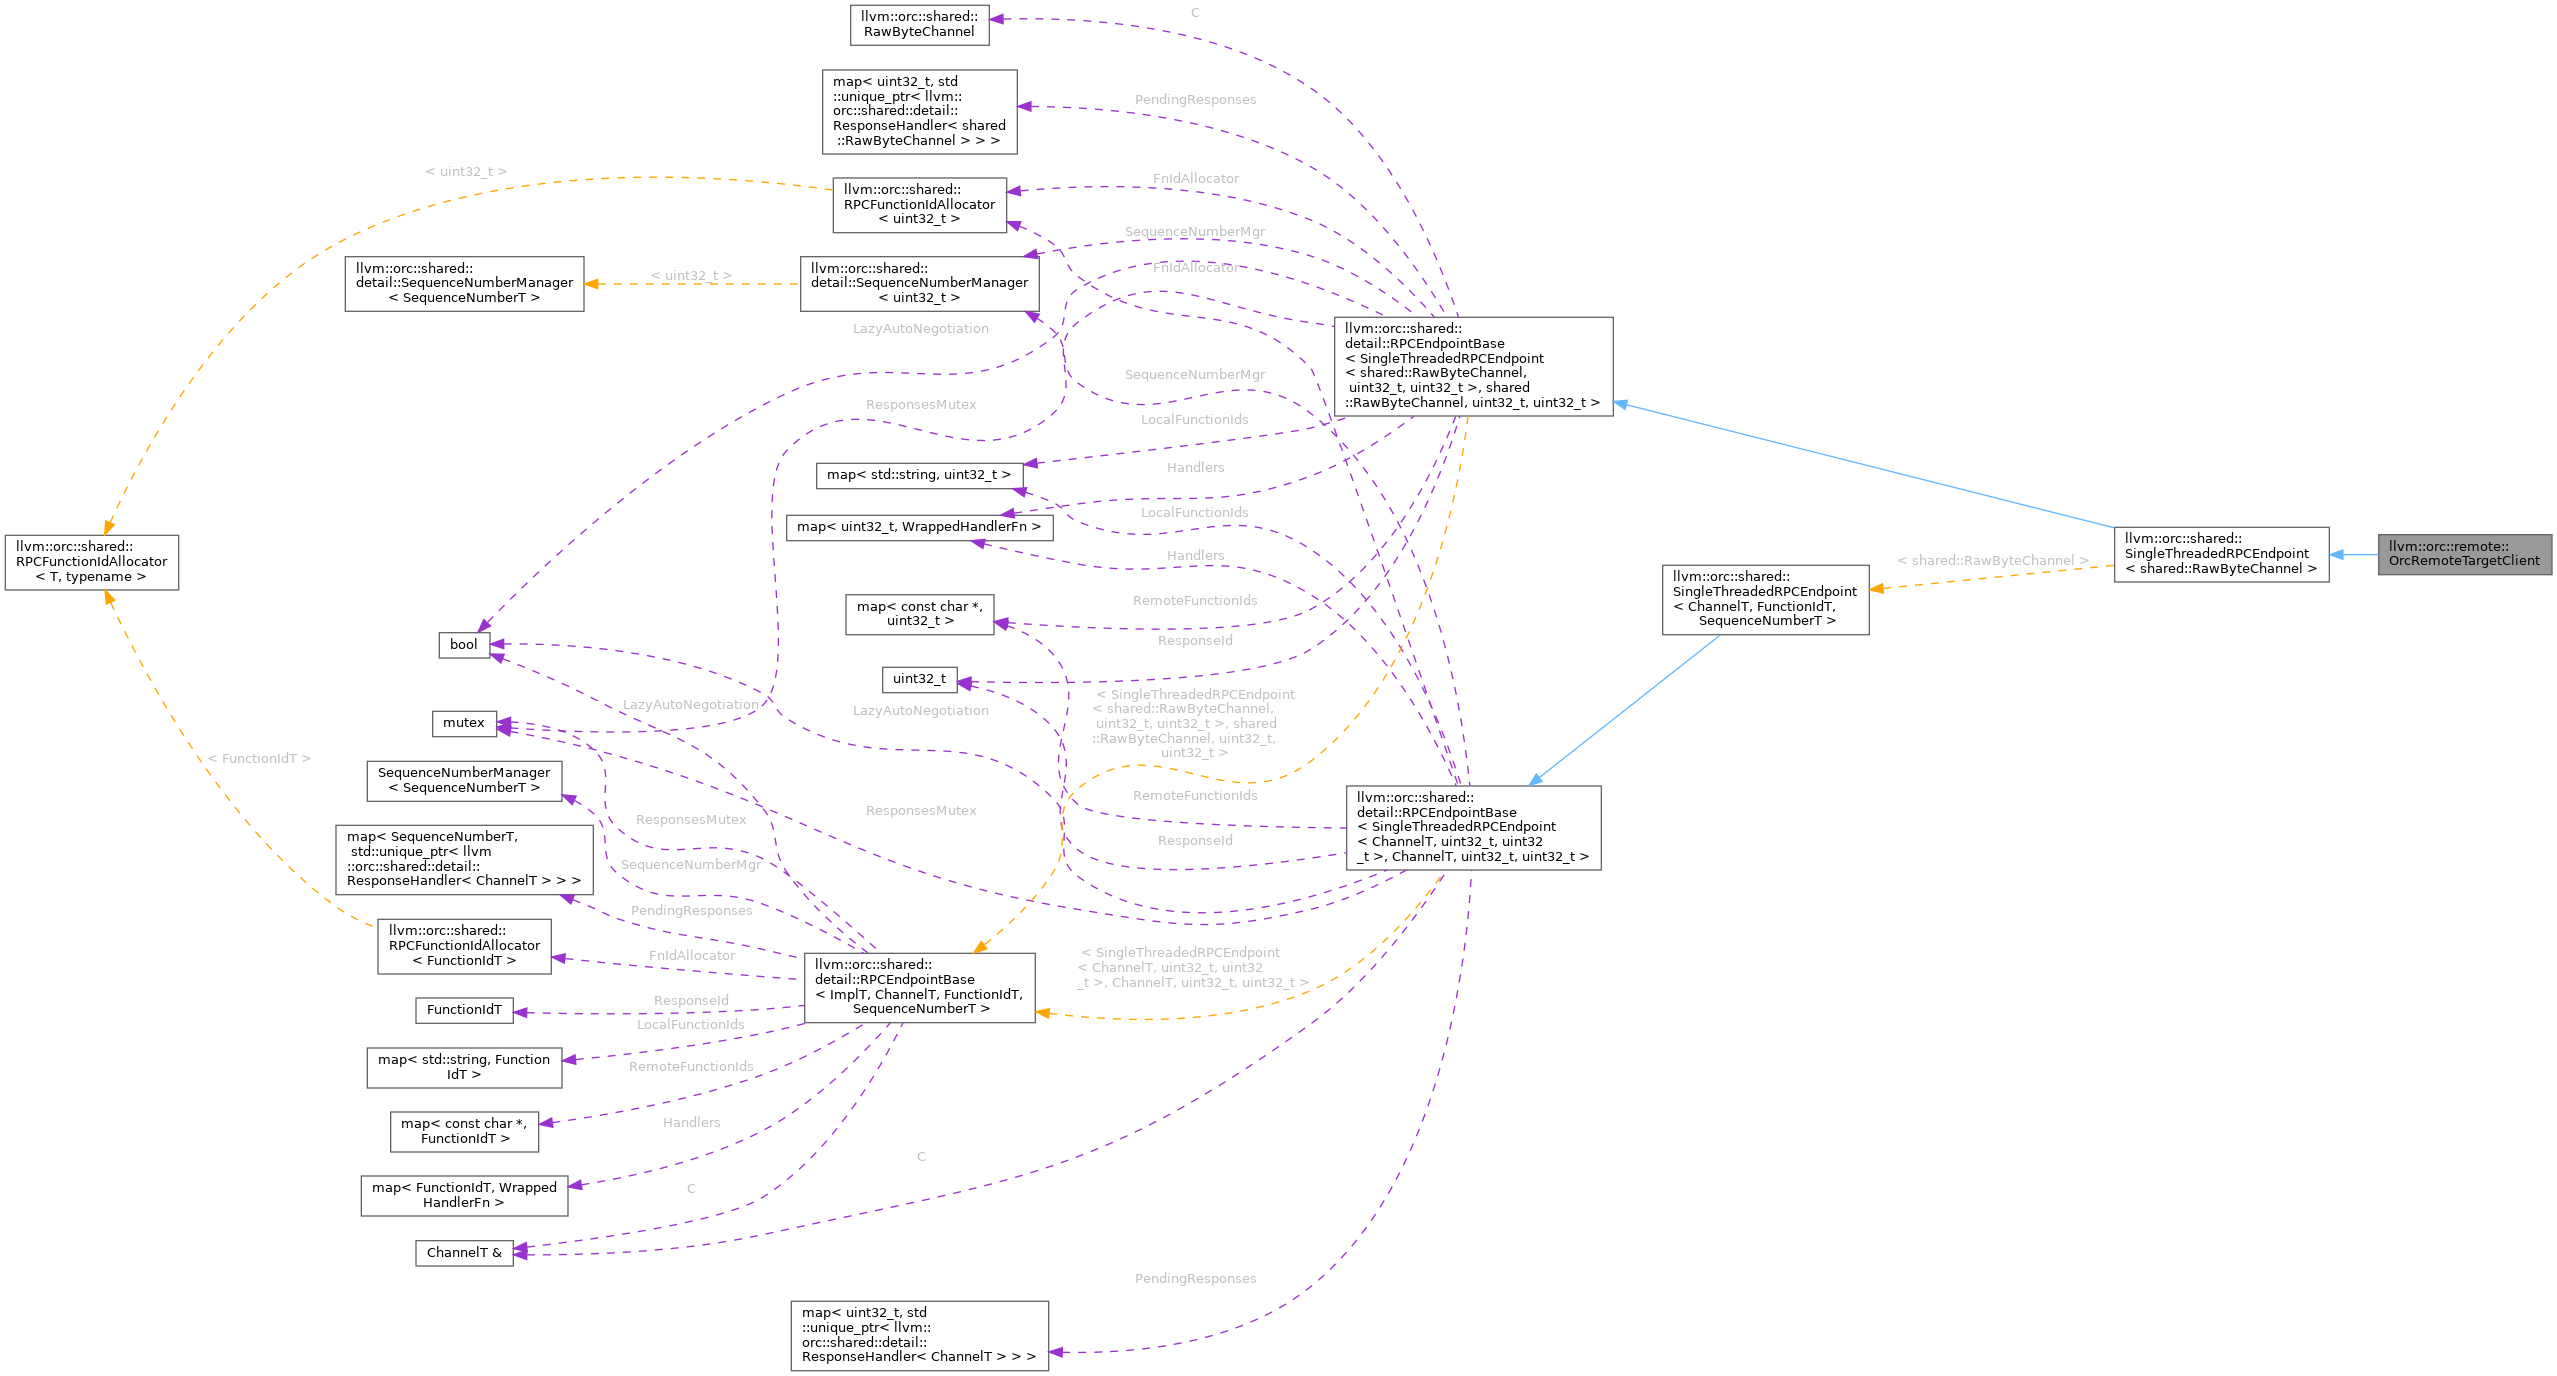 llvm::orc::shared::
RawByteChannel
C
map< uint32_t, std
::unique_ptr< llvm::
orc::shared::detail::
ResponseHandler< shared
::RawByteChannel > > >
PendingResponses
< uint32_t >
llvm::orc::shared::
RPCFunctionIdAllocator
< uint32_t >
FnIdAllocator
SequenceNumberMgr
llvm::orc::shared::
detail::SequenceNumberManager
< SequenceNumberT >
< uint32_t >
llvm::orc::shared::
detail::SequenceNumberManager
< uint32_t >
FnIdAllocator
LazyAutoNegotiation
llvm::orc::shared::
detail::RPCEndpointBase
< SingleThreadedRPCEndpoint
< shared::RawByteChannel,
uint32_t, uint32_t >, shared
::RawByteChannel, uint32_t, uint32_t >
SequenceNumberMgr
ResponsesMutex
LocalFunctionIds
map< std::string, uint32_t >
Handlers
map< uint32_t, WrappedHandlerFn >
LocalFunctionIds
Handlers
llvm::orc::shared::
RPCFunctionIdAllocator
< T, typename >
llvm::orc::shared::
SingleThreadedRPCEndpoint
< shared::RawByteChannel >
llvm::orc::remote::
OrcRemoteTargetClient
< shared::RawByteChannel >
llvm::orc::shared::
SingleThreadedRPCEndpoint
< ChannelT, FunctionIdT,
SequenceNumberT >
map< const char *,
uint32_t >
RemoteFunctionIds
bool
ResponseId
uint32_t
LazyAutoNegotiation
LazyAutoNegotiation
< SingleThreadedRPCEndpoint
< shared::RawByteChannel,
uint32_t, uint32_t >, shared
::RawByteChannel, uint32_t,
uint32_t >
mutex
< FunctionIdT >
SequenceNumberManager
< SequenceNumberT >
RemoteFunctionIds
llvm::orc::shared::
detail::RPCEndpointBase
< SingleThreadedRPCEndpoint
< ChannelT, uint32_t, uint32
_t >, ChannelT, uint32_t, uint32_t >
ResponsesMutex
ResponsesMutex
ResponseId
map< SequenceNumberT,
std::unique_ptr< llvm
::orc::shared::detail::
ResponseHandler< ChannelT > > >
SequenceNumberMgr
PendingResponses
llvm::orc::shared::
RPCFunctionIdAllocator
< FunctionIdT >
FnIdAllocator
llvm::orc::shared::
detail::RPCEndpointBase
< ImplT, ChannelT, FunctionIdT,
SequenceNumberT >
< SingleThreadedRPCEndpoint
< ChannelT, uint32_t, uint32
_t >, ChannelT, uint32_t, uint32_t >
FunctionIdT
ResponseId
LocalFunctionIds
map< std::string, Function
IdT >
RemoteFunctionIds
map< const char *,
FunctionIdT >
Handlers
C
map< FunctionIdT, Wrapped
HandlerFn >
C
ChannelT &
PendingResponses
map< uint32_t, std
::unique_ptr< llvm::
orc::shared::detail::
ResponseHandler< ChannelT > > >